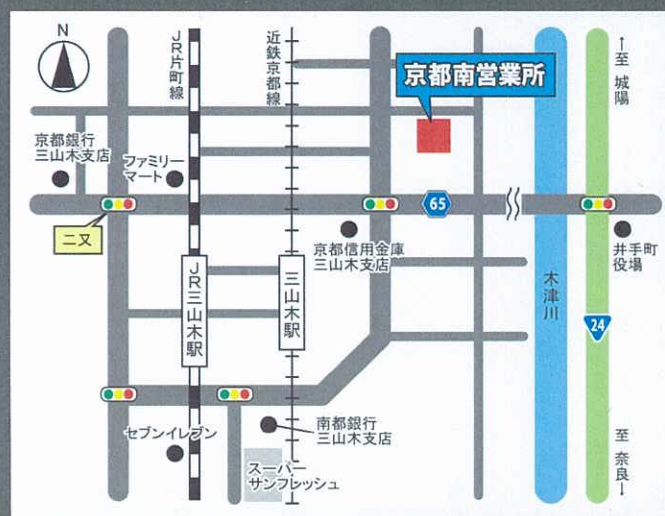 N
JR片町線
近鉄京都線
京都南営業所
↑至 城陽
京都銀行
三山木支店
ファミリー
マート
65
二又
京都信用金庫
三山木支店
井手町
役場
JR三山木駅
三山木駅
木津川
24
セブンイレブン
南都銀行
三山木支店
スーパー
サンフレッシュ
至 奈良↓